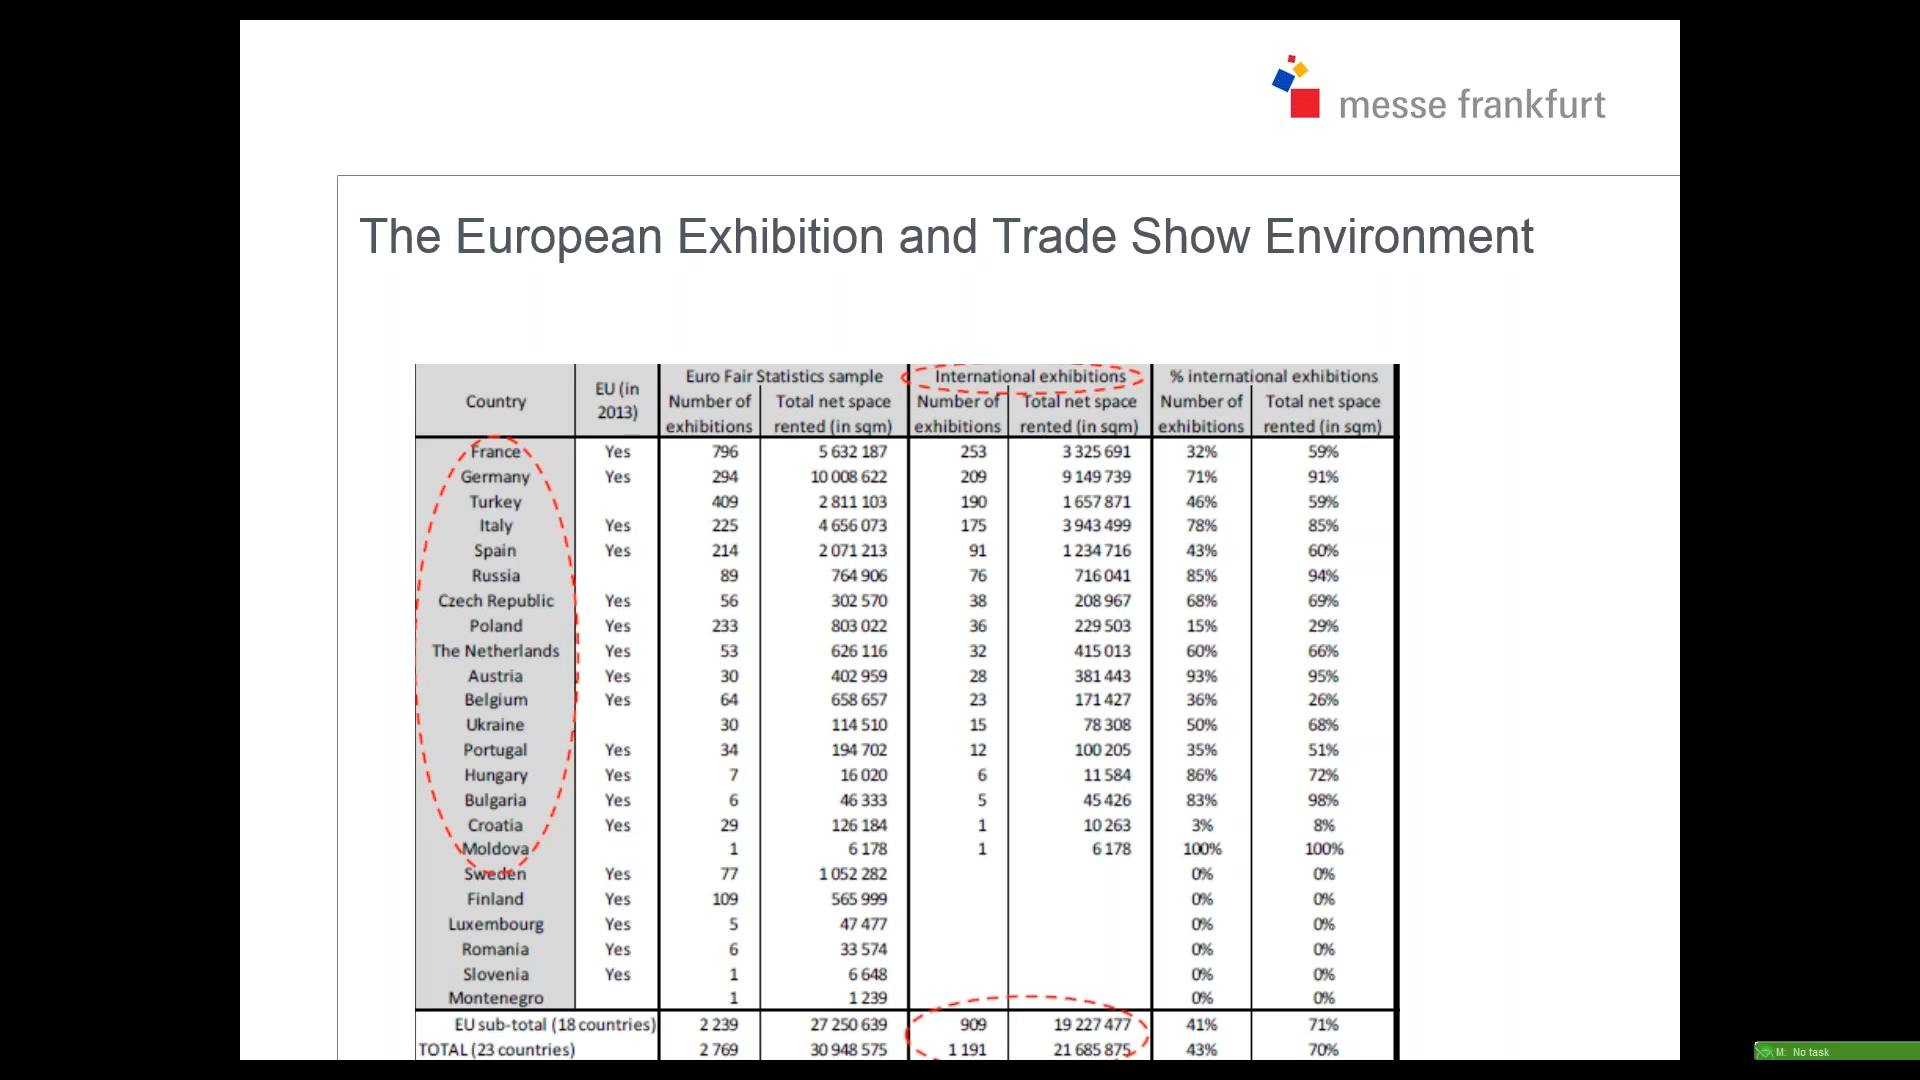 messe frankfurt
The European Exhibition and Trade Show Environment
Country EU (in 2013) Euro Fair Statistics sample International exhibitions % international exhibitions
Number of exhibitions Total net space rented (in sqm) Number of exhibitions Total net space rented (in sqm) Number of exhibitions Total net space rented (in sqm)
France Yes 796 5 632 187 253 3 325 691 32% 59%
Germany Yes 294 10 008 622 209 9 149 739 71% 91%
Turkey 409 2 811 103 190 1 657 871 46% 59%
Italy Yes 225 4 656 073 175 3 943 499 78% 85%
Spain Yes 214 2 071 213 91 1 234 716 43% 60%
Russia 89 764 906 76 716 041 85% 94%
Czech Republic Yes 56 302 570 38 208 967 68% 69%
Poland Yes 233 803 022 36 229 503 15% 29%
The Netherlands Yes 53 626 116 32 415 013 60% 66%
Austria Yes 30 402 959 28 381 443 93% 95%
Belgium Yes 64 658 657 23 171 427 36% 26%
Ukraine 30 114 510 15 78 308 50% 68%
Portugal Yes 34 194 702 12 100 205 35% 51%
Hungary Yes 7 16 020 6 11 584 86% 72%
Bulgaria Yes 6 46 333 5 45 426 83% 98%
Croatia Yes 29 126 184 1 10 263 3% 8%
Moldova 1 6 178 1 6 178 100% 100%
Sweden Yes 77 1 052 282 0% 0%
Finland Yes 109 565 999 0% 0%
Luxembourg Yes 5 47 477 0% 0%
Romania Yes 6 33 574 0% 0%
Slovenia Yes 1 6 648 0% 0%
Montenegro 1 1 239 0% 0%
EU sub-total (18 countries) 2 239 27 250 639 909 19 227 477 41% 71%
TOTAL (23 countries) 2 769 30 948 575 1 191 21 685 875 43% 70%
M: No task